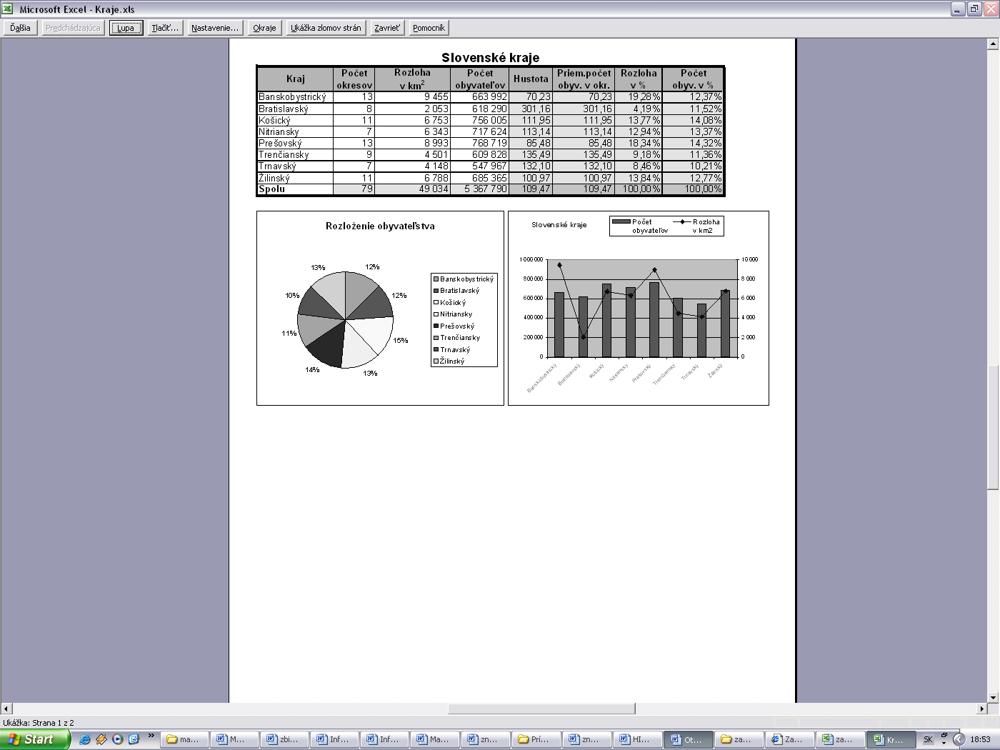 Microsoft Excel - Kraje.xls
Ďalšia Predchádzajúca Lupa Tlačiť... Nastavenie... Okraje Ukážka zlomov strán Zavrieť Pomocník
Slovenské kraje
Kraj Počet okresov Rozloha v km2 Počet obyvateľov Hustota Priem.počet obyv. v okr. Rozloha v % Počet obyv. v %
Banskobystrický 13 9 455 663 992 70,23 70,23 19,28% 12,37%
Bratislavský 8 2 053 618 290 301,16 301,16 4,19% 11,52%
Košický 11 6 753 756 005 111,95 111,95 13,77% 14,08%
Nitriansky 7 6 343 717 624 113,14 113,14 12,94% 13,37%
Prešovský 13 8 993 768 719 85,48 85,48 18,34% 14,32%
Trenčiansky 9 4 501 609 828 135,49 135,49 9,18% 11,36%
Trnavský 7 4 148 547 967 132,10 132,10 8,46% 10,21%
Žilinský 11 6 788 685 365 100,97 100,97 13,84% 12,77%
Spolu 79 49 034 5 367 790 109,47 109,47 100,00% 100,00%
Rozloženie obyvateľstva
13% 12%
10% 12%
11% 15%
14% 13%
Banskobystrický
Bratislavský
Košický
Nitriansky
Prešovský
Trenčiansky
Trnavský
Žilinský
Slovenské kraje
Počet obyvateľov
Rozloha v km2
1 000 000 10 000
800 000 8 000
600 000 6 000
400 000 4 000
200 000 2 000
0 0
Banskobystrický Bratislavský Košický Nitriansky Prešovský Trenčiansky Trnavský Žilinský
Ukážka: Strana 1 z 2
Start » ma... M... zbi... Inf... Inf... Ma... zn... Prí... zn... HI... Ot... za... Za... za... Kr... SK 18:53